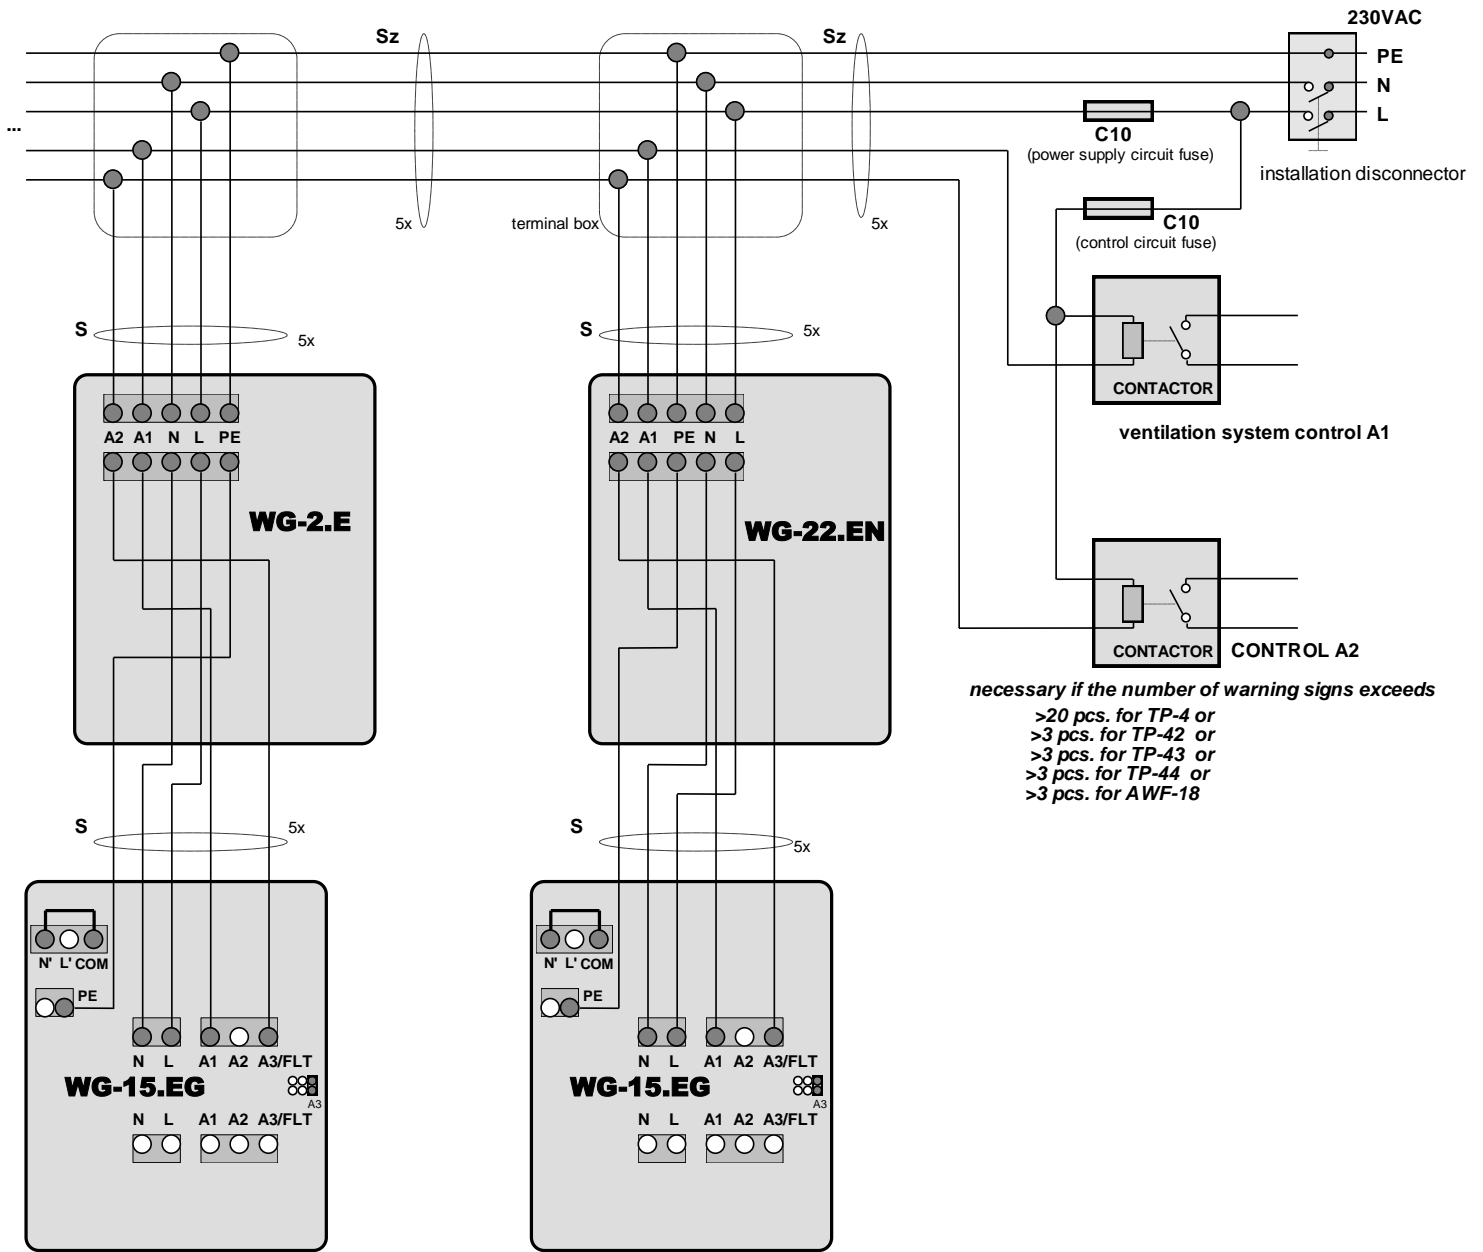 230VAC
Sz
Sz
PE
N
L
...
C10
(power supply circuit fuse)
installation disconnector
5x
terminal box
5x
C10
(control circuit fuse)
S
5x
S
5x
CONTACTOR
A2 A1 N L PE
A2 A1 PE N L
ventilation system control A1
WG-2.E
WG-22.EN
CONTACTOR
CONTROL A2
necessary if the number of warning signs exceeds
>20 pcs. for TP-4 or
>3 pcs. for TP-42 or
>3 pcs. for TP-43 or
>3 pcs. for TP-44 or
>3 pcs. for AWF-18
S
5x
S
5x
N' L' COM
N' L' COM
PE
PE
N L A1 A2 A3/FLT
N L A1 A2 A3/FLT
WG-15.EG
A3
WG-15.EG
A3
N L A1 A2 A3/FLT
N L A1 A2 A3/FLT